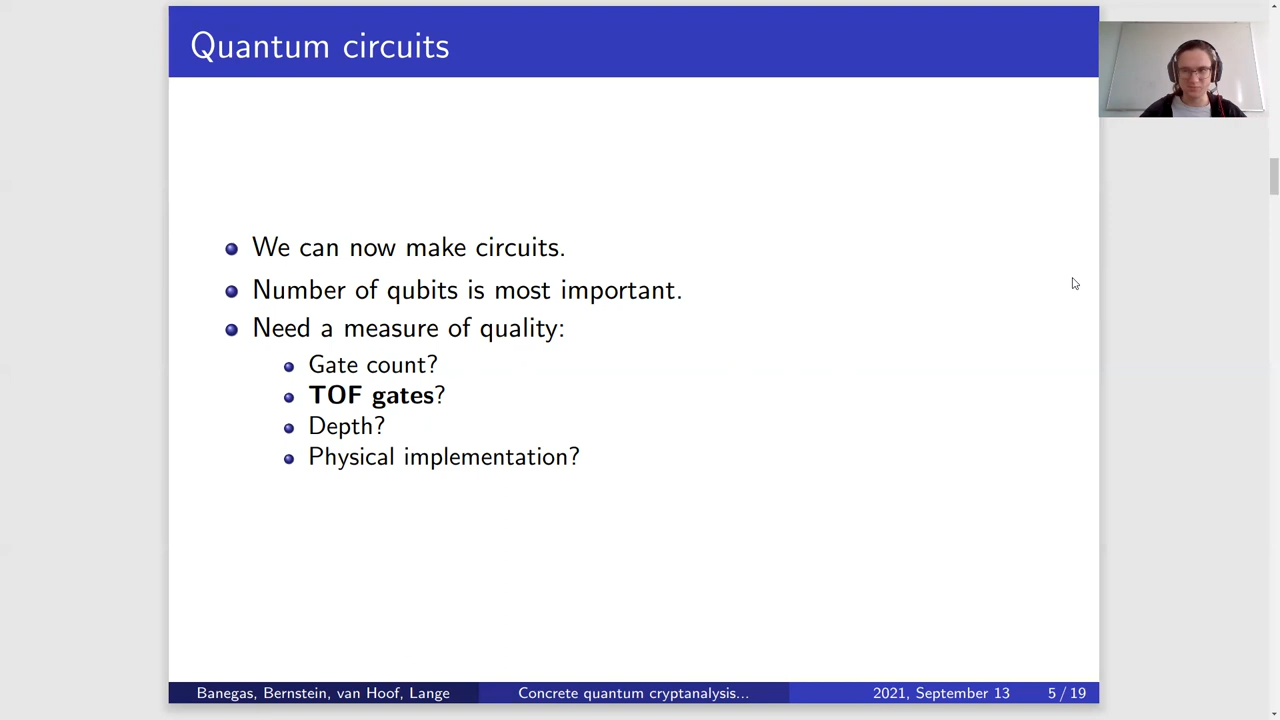 Quantum circuits
We can now make circuits.
Number of qubits is most important.
Need a measure of quality:
Gate count?
TOF gates?
Depth?
Physical implementation?
Banegas, Bernstein, van Hoof, Lange Concrete quantum cryptanalysis... 2021, September 13 5 / 19